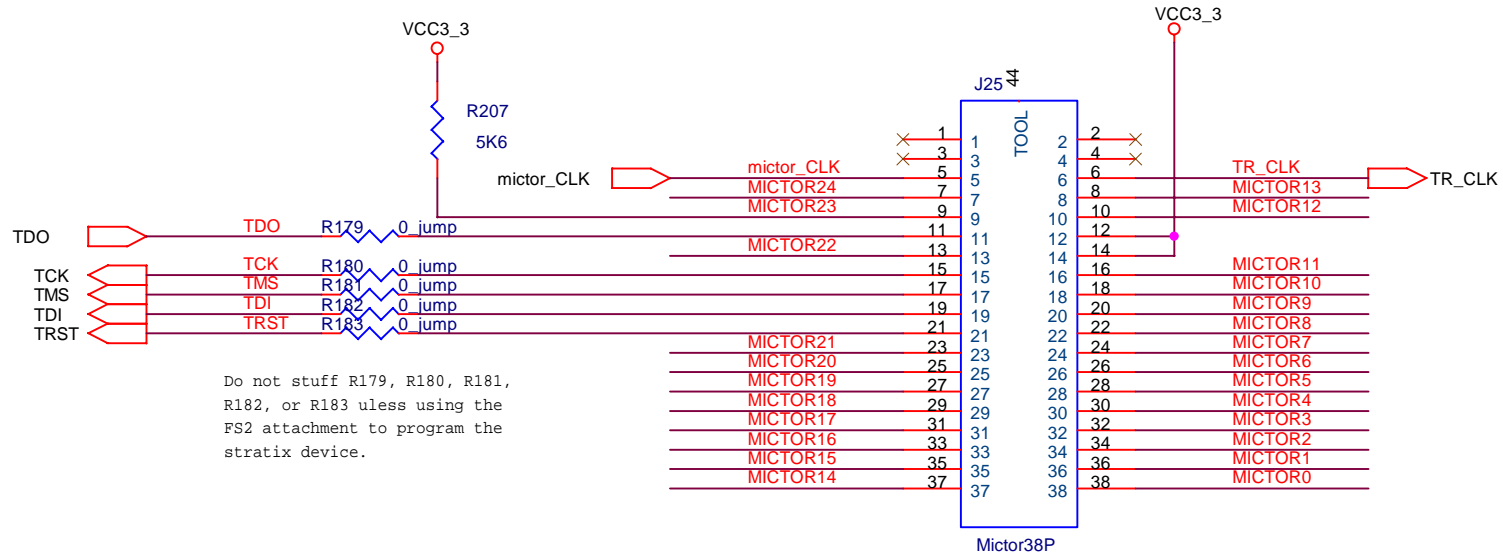 VCC3_3
VCC3_3
J25 44
R207
5K6
TOOL
1 1 2 2
3 3 4 4
mictor_CLK mictor_CLK 5 5 6 6 TR_CLK TR_CLK
MICTOR24 7 7 8 8 MICTOR13
MICTOR23 9 9 10 10 MICTOR12
TDO TDO R179 0_jump 11 11 12 12
MICTOR22 13 13 14 14
TCK TCK R180 0_jump 15 15 16 16 MICTOR11
TMS TMS R181 0_jump 17 17 18 18 MICTOR10
TDI TDI R182 0_jump 19 19 20 20 MICTOR9
TRST TRST R183 0_jump 21 21 22 22 MICTOR8
MICTOR21 23 23 24 24 MICTOR7
MICTOR20 25 25 26 26 MICTOR6
MICTOR19 27 27 28 28 MICTOR5
MICTOR18 29 29 30 30 MICTOR4
MICTOR17 31 31 32 32 MICTOR3
MICTOR16 33 33 34 34 MICTOR2
MICTOR15 35 35 36 36 MICTOR1
MICTOR14 37 37 38 38 MICTOR0
Do not stuff R179, R180, R181,
R182, or R183 uless using the
FS2 attachment to program the
stratix device.
Mictor38P